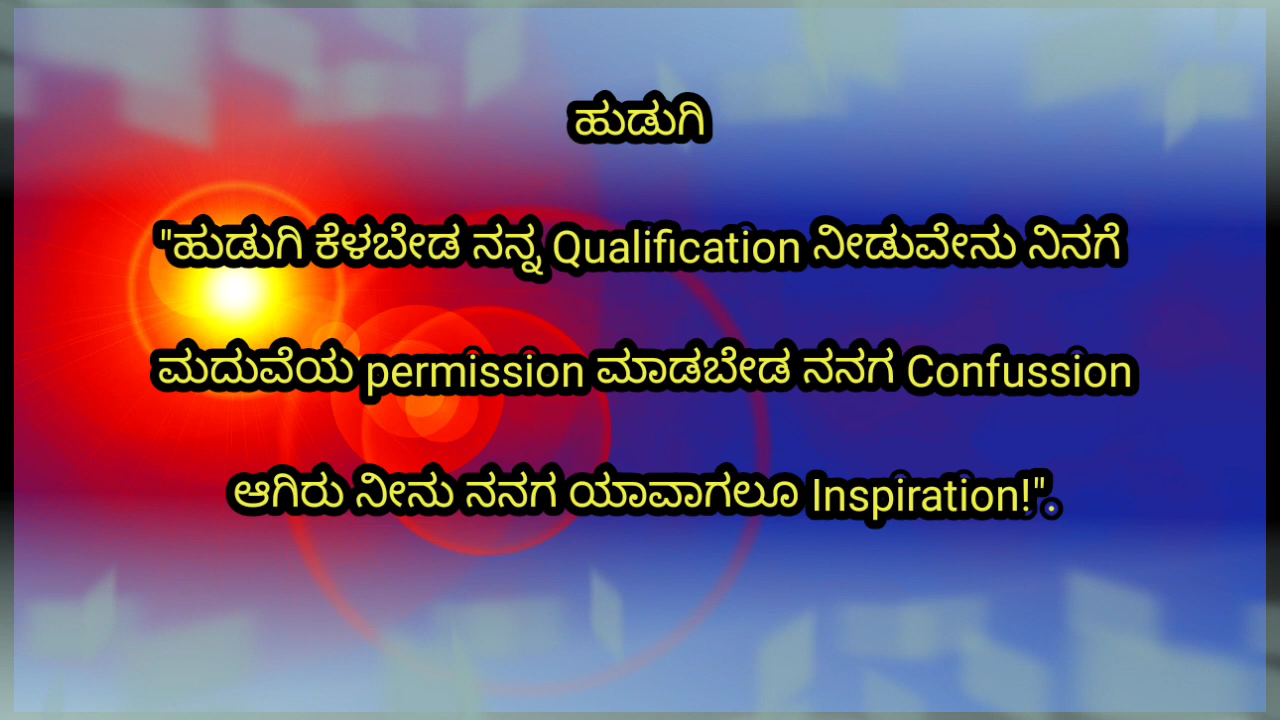 ಹುಡುಗಿ
"ಹುಡುಗಿ ಕೆಳಬೇಡ ನನ್ನ Qualification ನೀಡುವೇನು ನಿನಗೆ
ಮದುವೆಯ permission ಮಾಡಬೇಡ ನನಗ Confussion
ಆಗಿರು ನೀನು ನನಗ ಯಾವಾಗಲೂ Inspiration!".